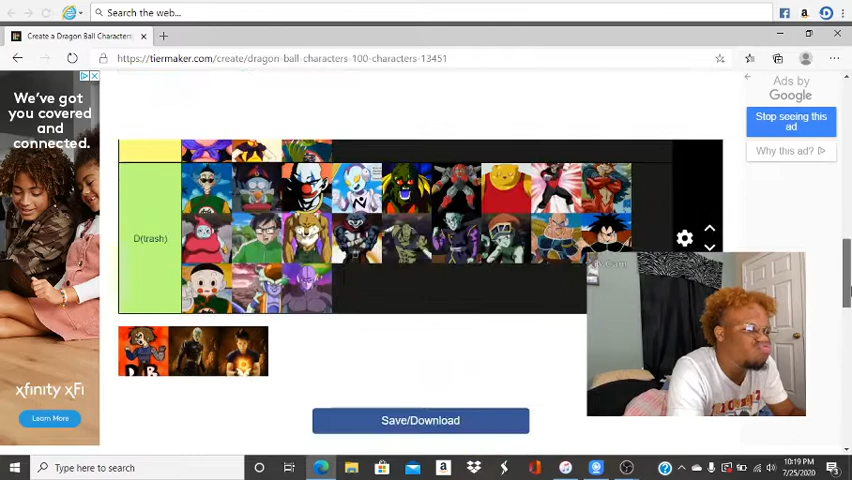 Search the web...
Create a Dragon Ball Characters
https://tiermaker.com/create/dragon-ball-characters-100-characters-13451
We've got
you covered
and
connected.
xfinity xFi
Learn More
Ads by
Google
Stop seeing this
ad
Why this ad?
D(trash)
Save/Download
Type here to search
10:19 PM
7/25/2020